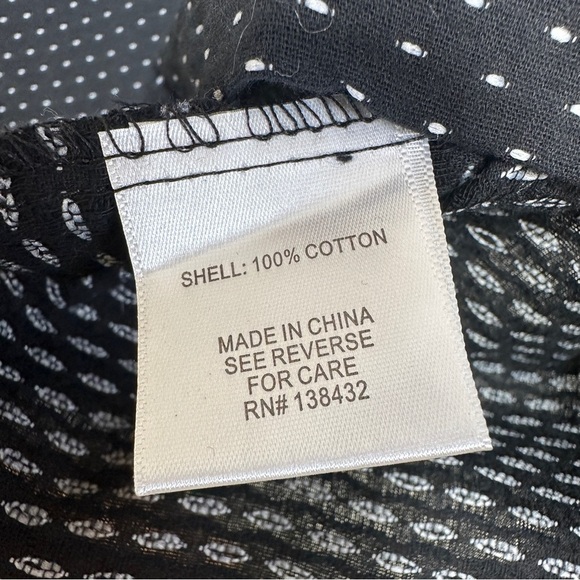 SHELL: 100% COTTON
MADE IN CHINA
SEE REVERSE
FOR CARE
RN# 138432